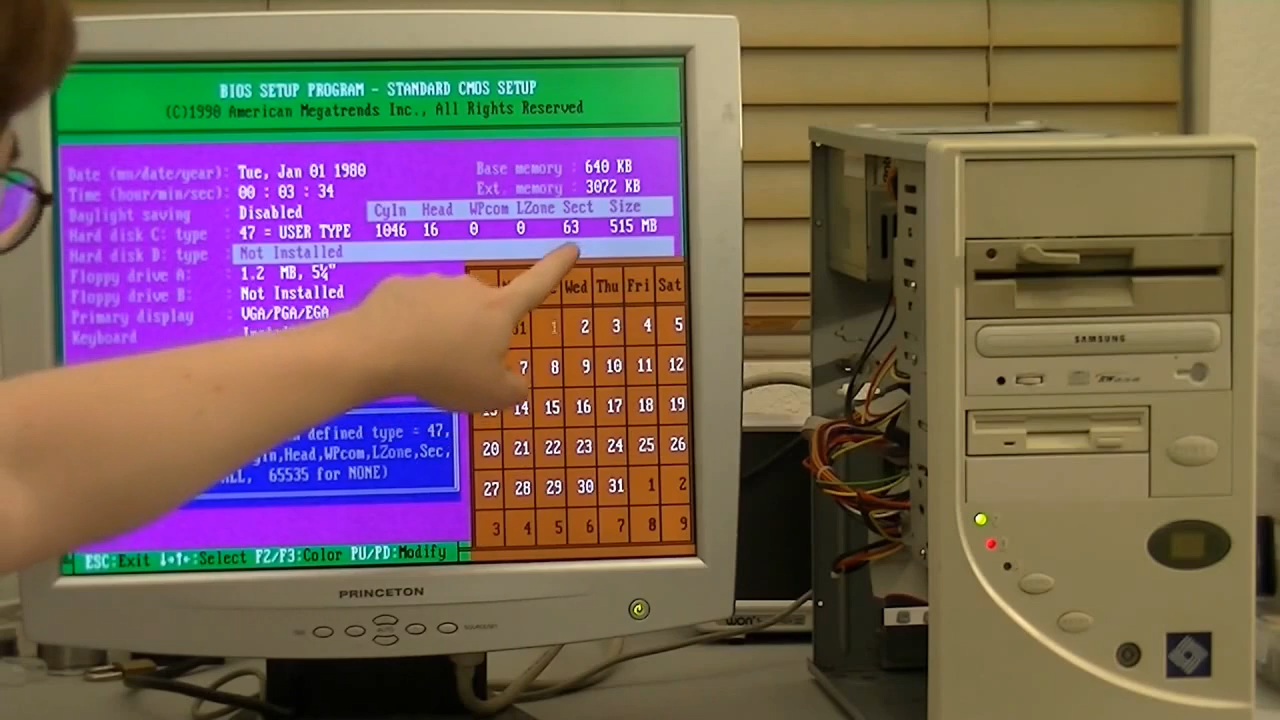 BIOS SETUP PROGRAM - STANDARD CMOS SETUP
(C)1990 American Megatrends Inc., All Rights Reserved
Date (mn/date/year): Tue, Jan 01 1980
Base memory : 640 KB
Time (hour/min/sec): 00 : 03 : 34
Ext. memory : 3072 KB
Daylight saving : Disabled
Cyln Head WPcom LZone Sect Size
Hard disk C: type : 47 = USER TYPE 1046 16 0 0 63 515 MB
Hard disk D: type : Not Installed
Floppy drive A: : 1.2 MB, 5¼"
Floppy drive B: : Not Installed
Primary display : VGA/PGA/EGA
Keyboard :
Wed Thu Fri Sat
1 2 3 4 5
7 8 9 10 11 12
13 14 15 16 17 18 19
20 21 22 23 24 25 26
27 28 29 30 31 1 2
3 4 5 6 7 8 9
defined type = 47,
Head,WPcom,LZone,Sec,
65535 for NONE)
ESC:Exit ↓→↑←:Select F2/F3:Color PU/PD:Modify
PRINCETON
SAMSUNG